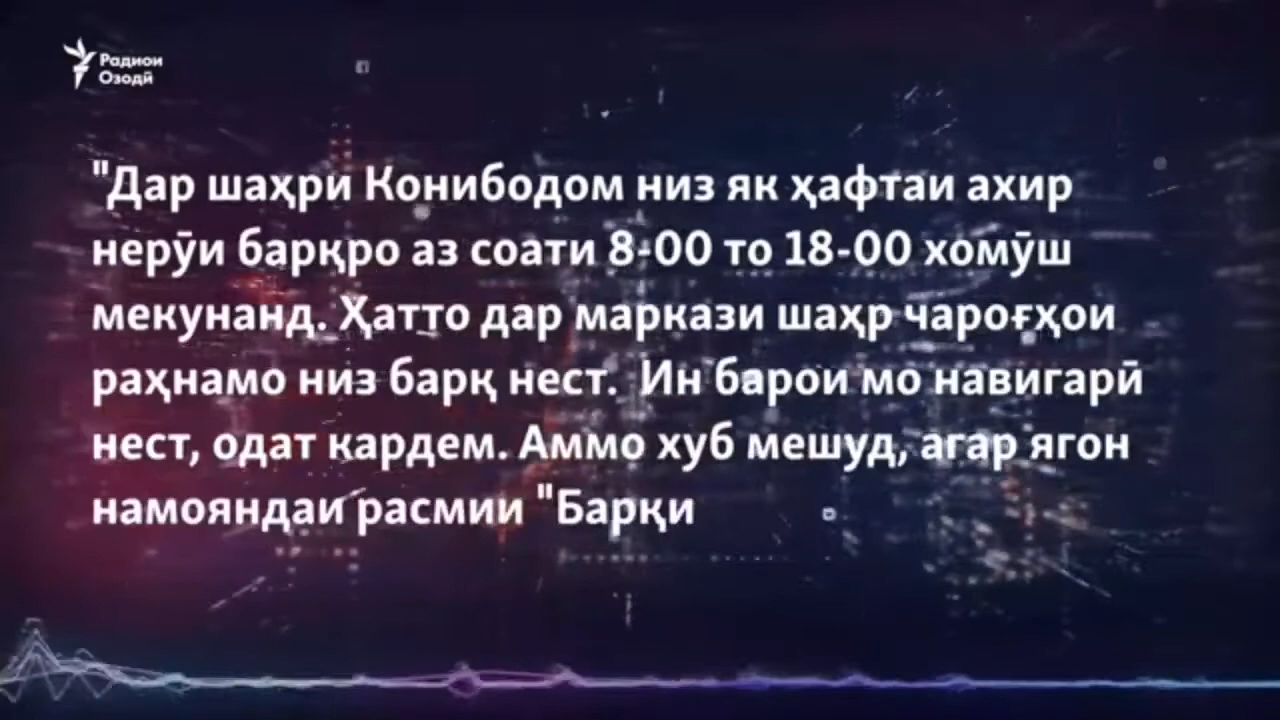 Радиои
Озодӣ
"Дар шаҳри Конибодом низ як ҳафтаи ахир
нерӯи барқро аз соати 8-00 то 18-00 хомӯш
мекунанд. Ҳатто дар маркази шаҳр чароғҳои
раҳнамо низ барқ нест. Ин барои мо навигарӣ
нест, одат кардем. Аммо хуб мешуд, агар ягон
намояндаи расмии "Барқи